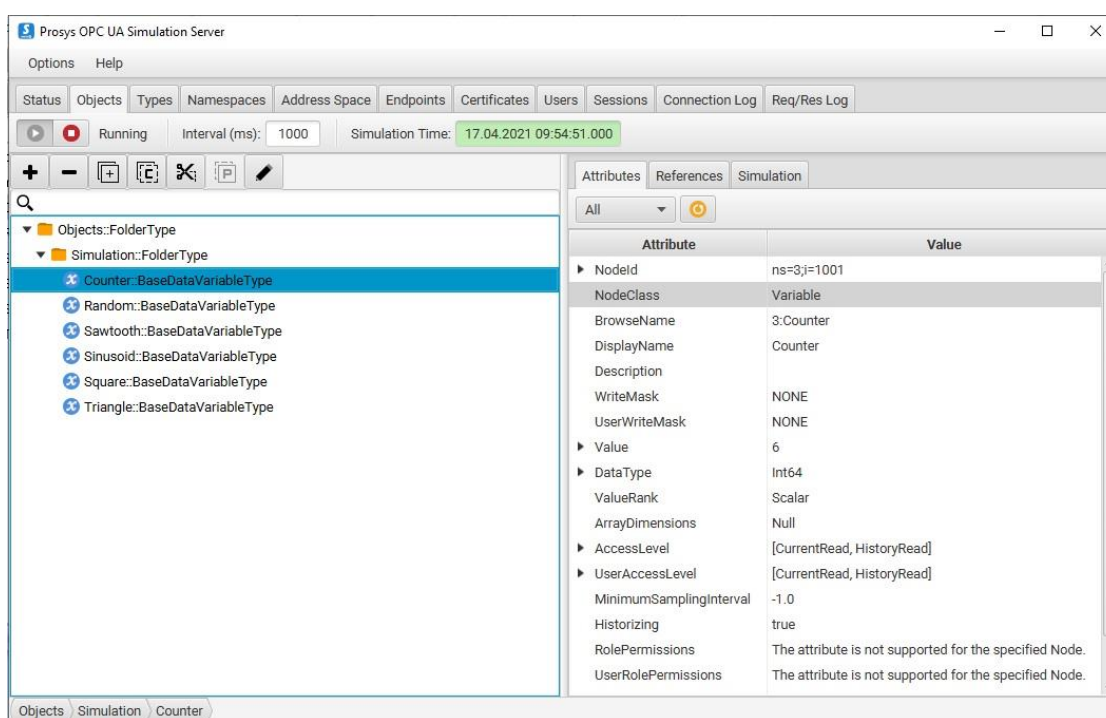 Prosys OPC UA Simulation Server
Options Help
Status Objects Types Namespaces Address Space Endpoints Certificates Users Sessions Connection Log Req/Res Log
Running Interval (ms): 1000 Simulation Time: 17.04.2021 09:54:51.000
Objects::FolderType
Simulation::FolderType
Counter::BaseDataVariableType
Random::BaseDataVariableType
Sawtooth::BaseDataVariableType
Sinusoid::BaseDataVariableType
Square::BaseDataVariableType
Triangle::BaseDataVariableType
Attributes References Simulation
All
Attribute Value
NodeId ns=3;i=1001
NodeClass Variable
BrowseName 3:Counter
DisplayName Counter
Description
WriteMask NONE
UserWriteMask NONE
Value 6
DataType Int64
ValueRank Scalar
ArrayDimensions Null
AccessLevel [CurrentRead, HistoryRead]
UserAccessLevel [CurrentRead, HistoryRead]
MinimumSamplingInterval -1.0
Historizing true
RolePermissions The attribute is not supported for the specified Node.
UserRolePermissions The attribute is not supported for the specified Node.
Objects Simulation Counter